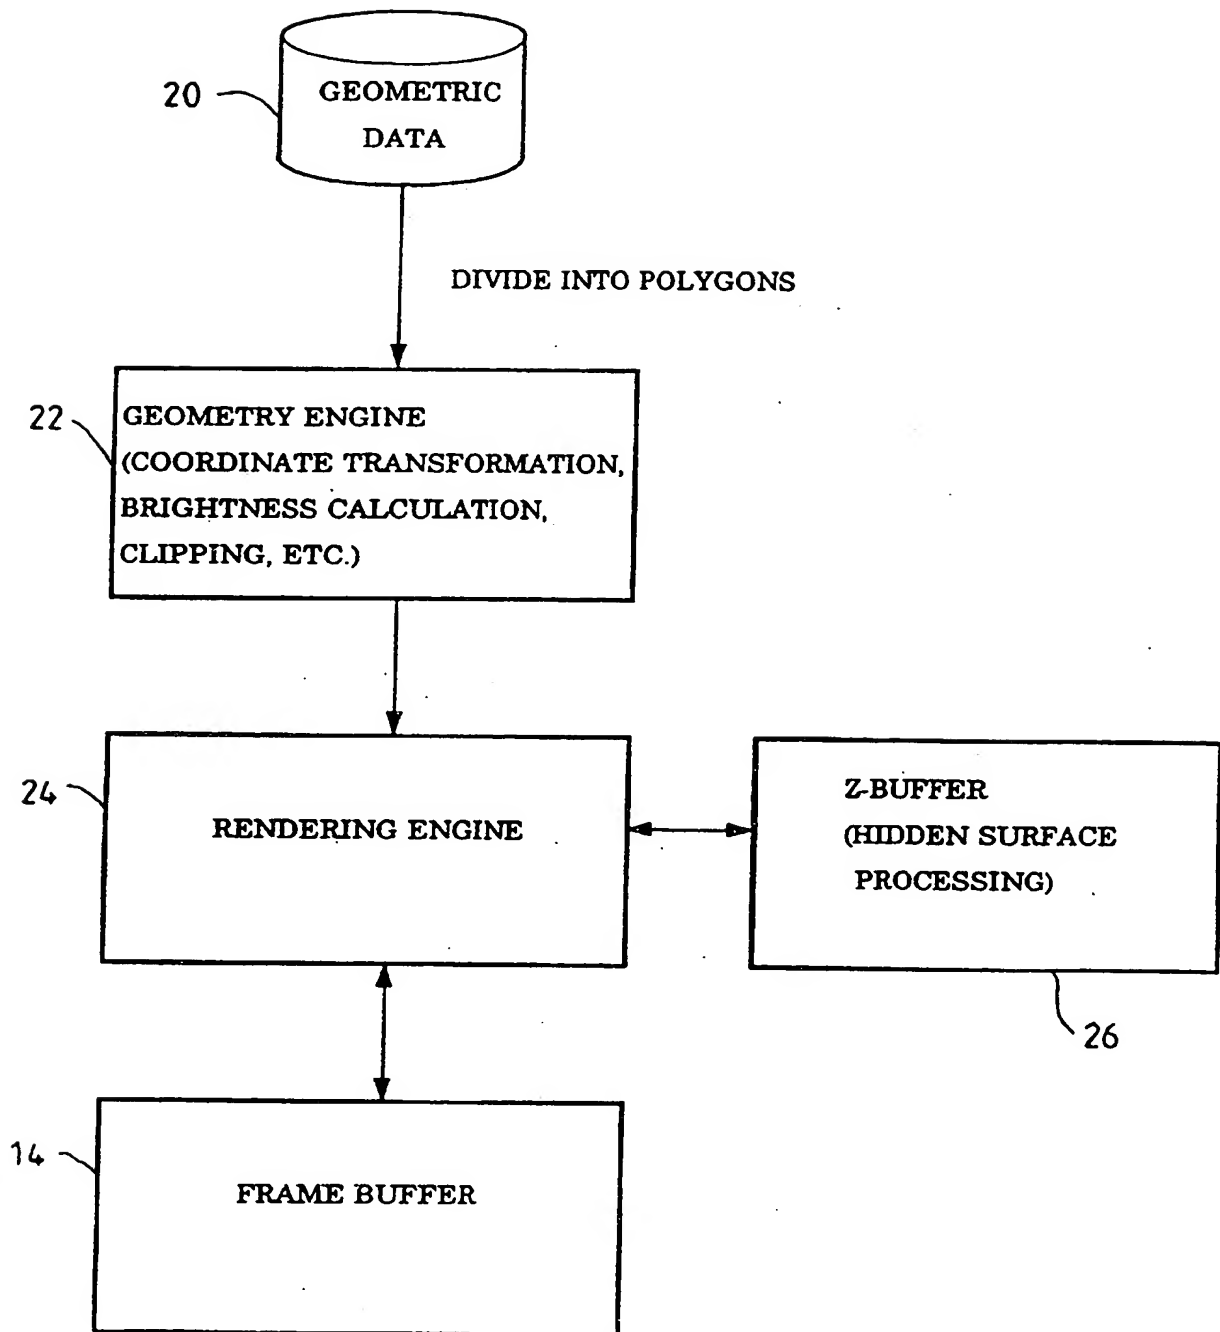 20
GEOMETRIC
DATA
DIVIDE INTO POLYGONS
22
GEOMETRY ENGINE
(COORDINATE TRANSFORMATION,
BRIGHTNESS CALCULATION,
CLIPPING, ETC.)
24
RENDERING ENGINE
Z-BUFFER
(HIDDEN SURFACE
PROCESSING)
26
14
FRAME BUFFER